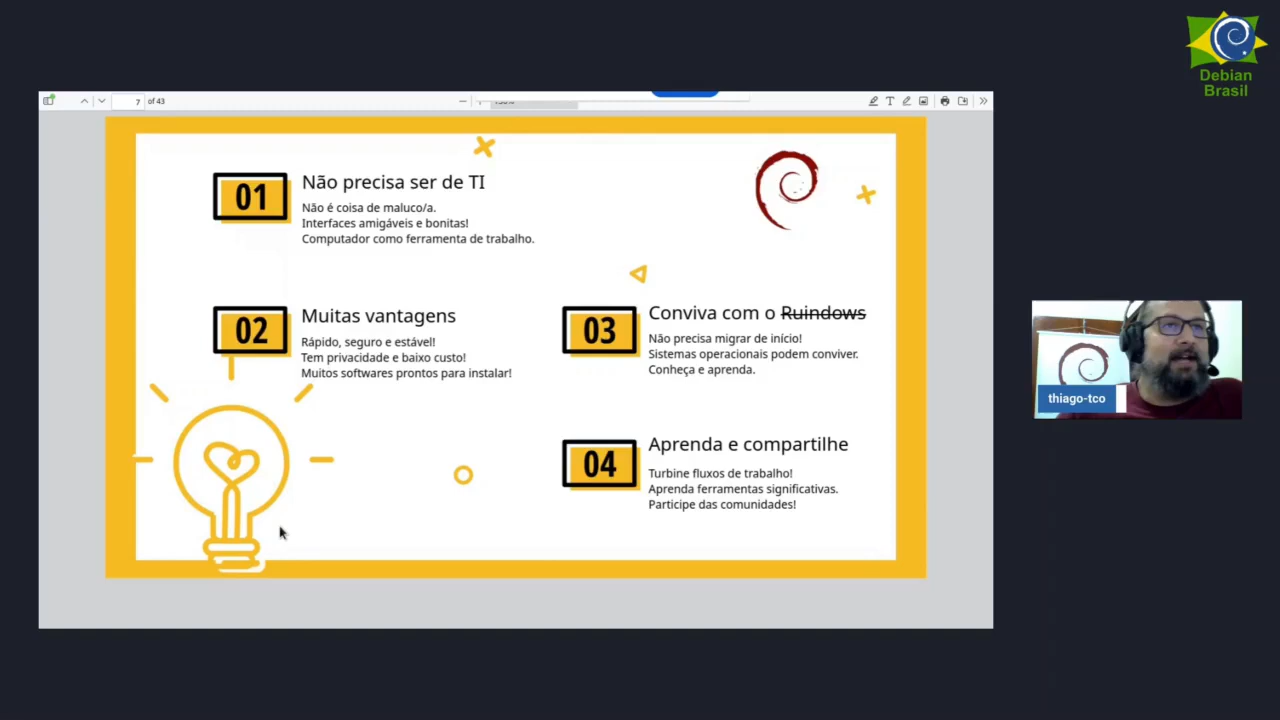 Debian
Brasil
7 of 43
01
Não precisa ser de TI
Não é coisa de maluco/a.
Interfaces amigáveis e bonitas!
Computador como ferramenta de trabalho.
02
Muitas vantagens
Rápido, seguro e estável!
Tem privacidade e baixo custo!
Muitos softwares prontos para instalar!
03
Conviva com o Ruindows
Não precisa migrar de início!
Sistemas operacionais podem conviver.
Conheça e aprenda.
04
Aprenda e compartilhe
Turbine fluxos de trabalho!
Aprenda ferramentas significativas.
Participe das comunidades!
thiago-tco